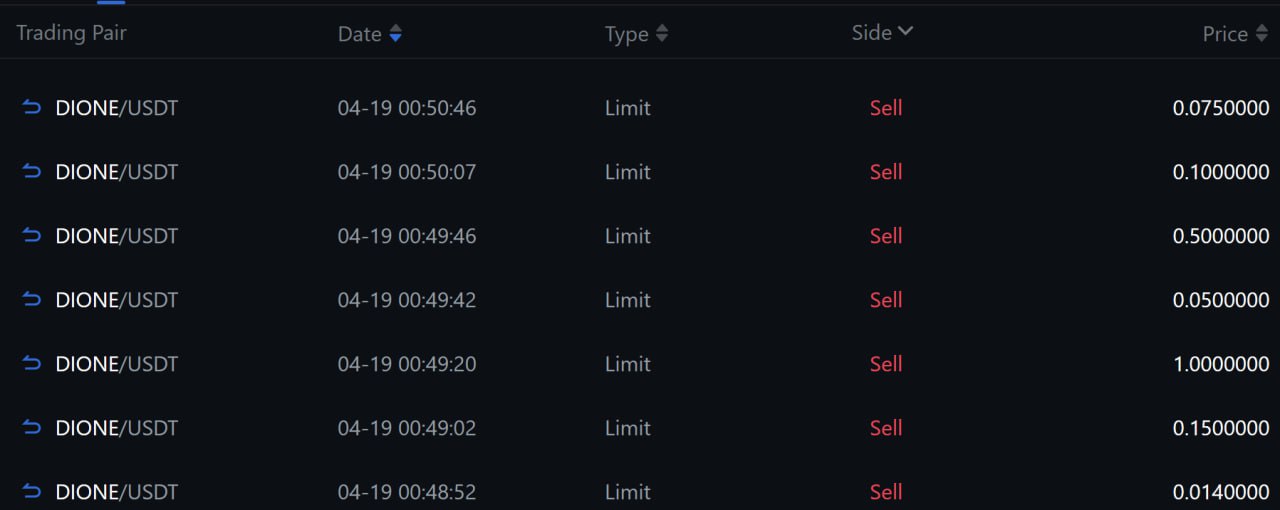 Trading Pair Date Type Side Price
DIONE/USDT 04-19 00:50:46 Limit Sell 0.0750000
DIONE/USDT 04-19 00:50:07 Limit Sell 0.1000000
DIONE/USDT 04-19 00:49:46 Limit Sell 0.5000000
DIONE/USDT 04-19 00:49:42 Limit Sell 0.0500000
DIONE/USDT 04-19 00:49:20 Limit Sell 1.0000000
DIONE/USDT 04-19 00:49:02 Limit Sell 0.1500000
DIONE/USDT 04-19 00:48:52 Limit Sell 0.0140000